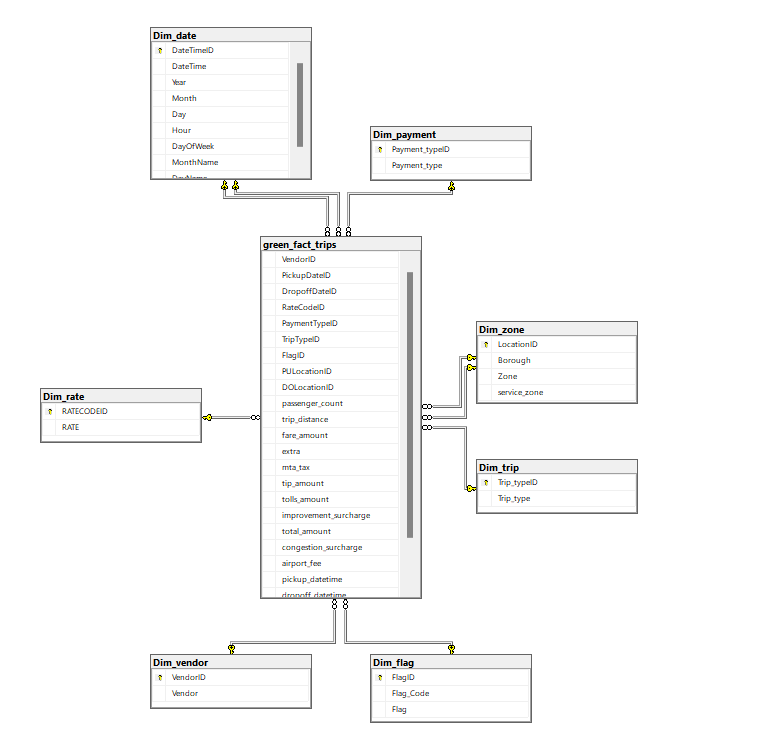 Dim_date
DateTimeID
DateTime
Year
Month
Day
Hour
DayOfWeek
MonthName
DayName
Dim_payment
Payment_typeID
Payment_type
green_fact_trips
VendorID
PickupDateID
DropoffDateID
RateCodeID
PaymentTypeID
TripTypeID
FlagID
PULocationID
DOLocationID
passenger_count
trip_distance
fare_amount
extra
mta_tax
tip_amount
tolls_amount
improvement_surcharge
total_amount
congestion_surcharge
airport_fee
pickup_datetime
dropoff_datetime
Dim_zone
LocationID
Borough
Zone
service_zone
Dim_rate
RATECODEID
RATE
Dim_trip
Trip_typeID
Trip_type
Dim_vendor
VendorID
Vendor
Dim_flag
FlagID
Flag_Code
Flag